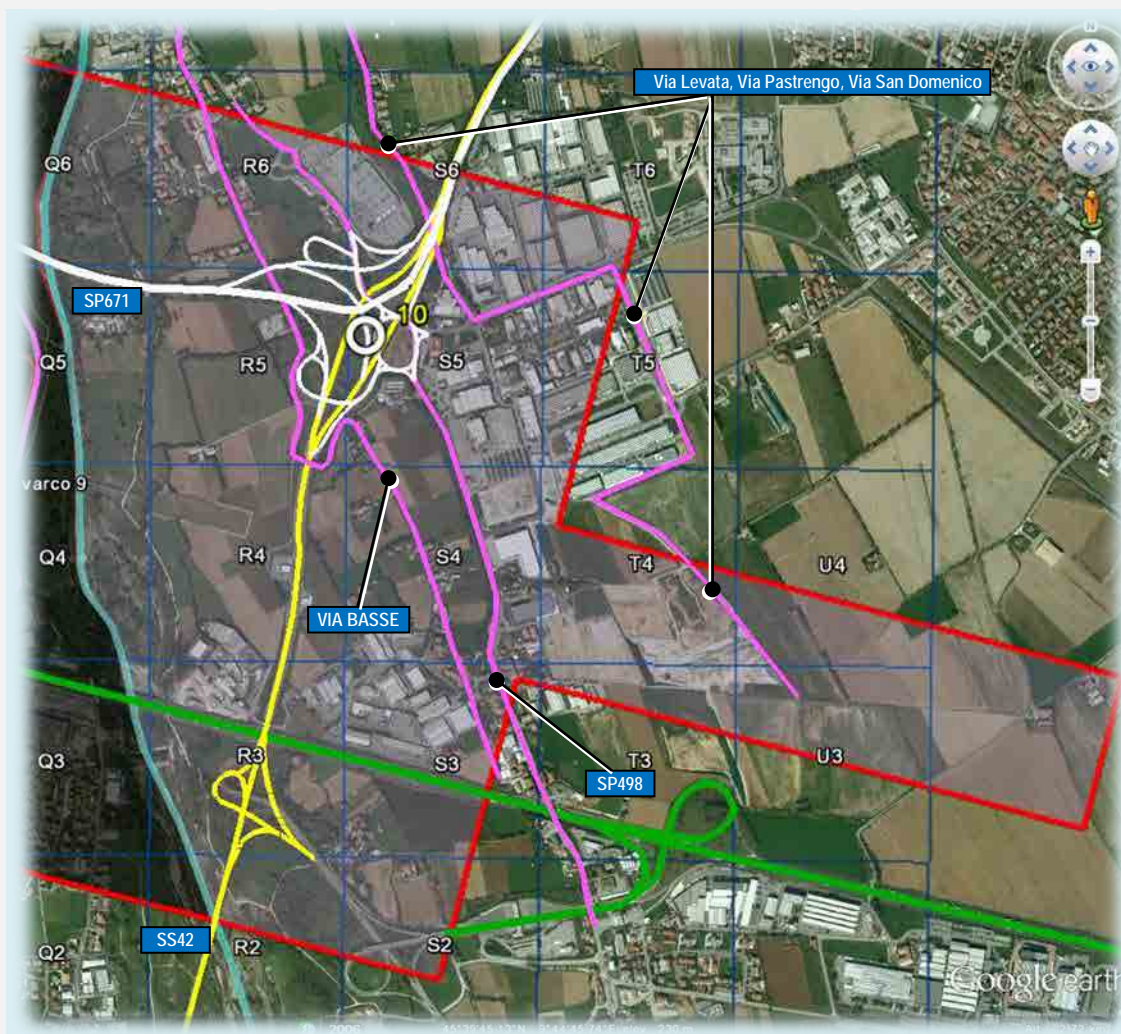 N
Via Levata, Via Pastrengo, Via San Domenico
Q6
R6
S6
T6
SP671
10
1
Q5
R5
S5
T5
varco 9
Q4
R4
S4
T4
U4
VIA BASSE
Q3
R3
S3
T3
U3
SP498
SS42
Q2
R2
S2
Google earth
2006